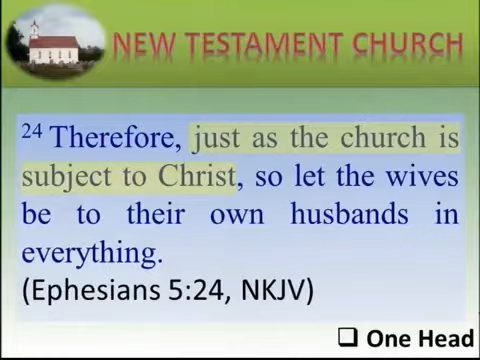 NEW TESTAMENT CHURCH
24 Therefore, just as the church is
subject to Christ, so let the wives
be to their own husbands in
everything.
(Ephesians 5:24, NKJV)
❑ One Head